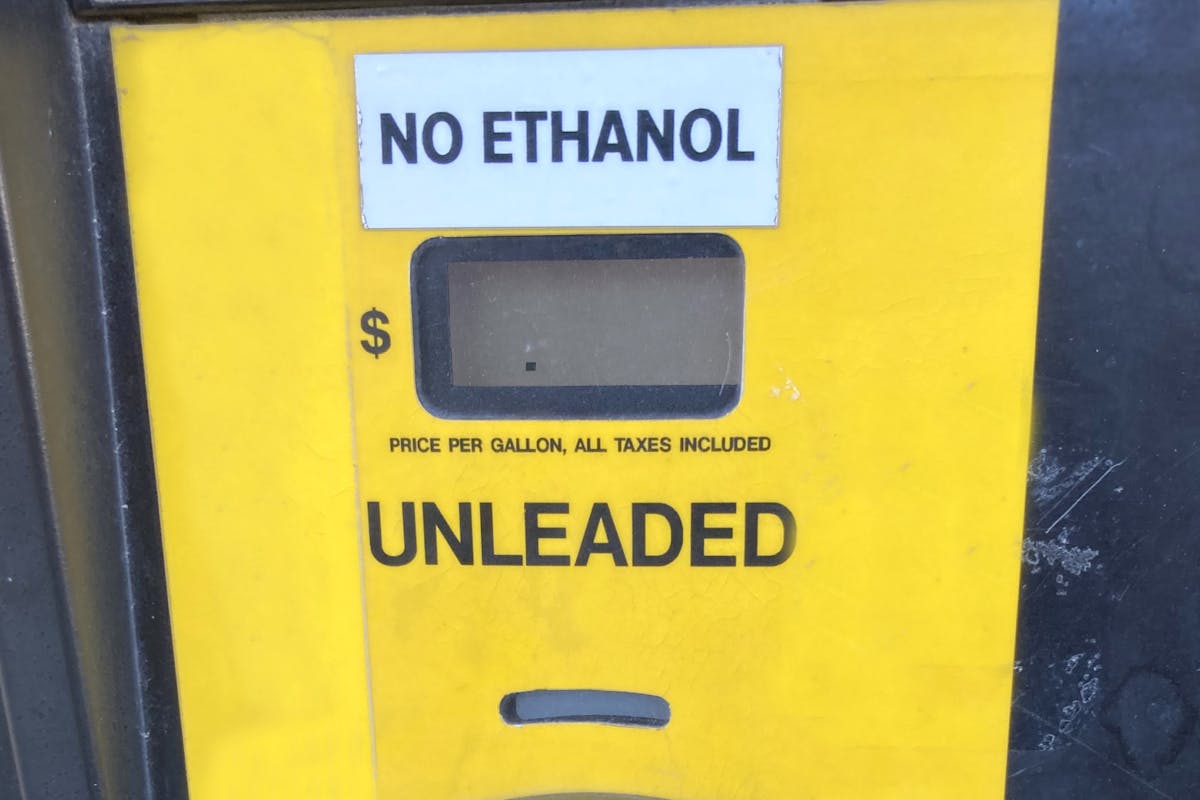 NO ETHANOL
$ .
PRICE PER GALLON, ALL TAXES INCLUDED
UNLEADED